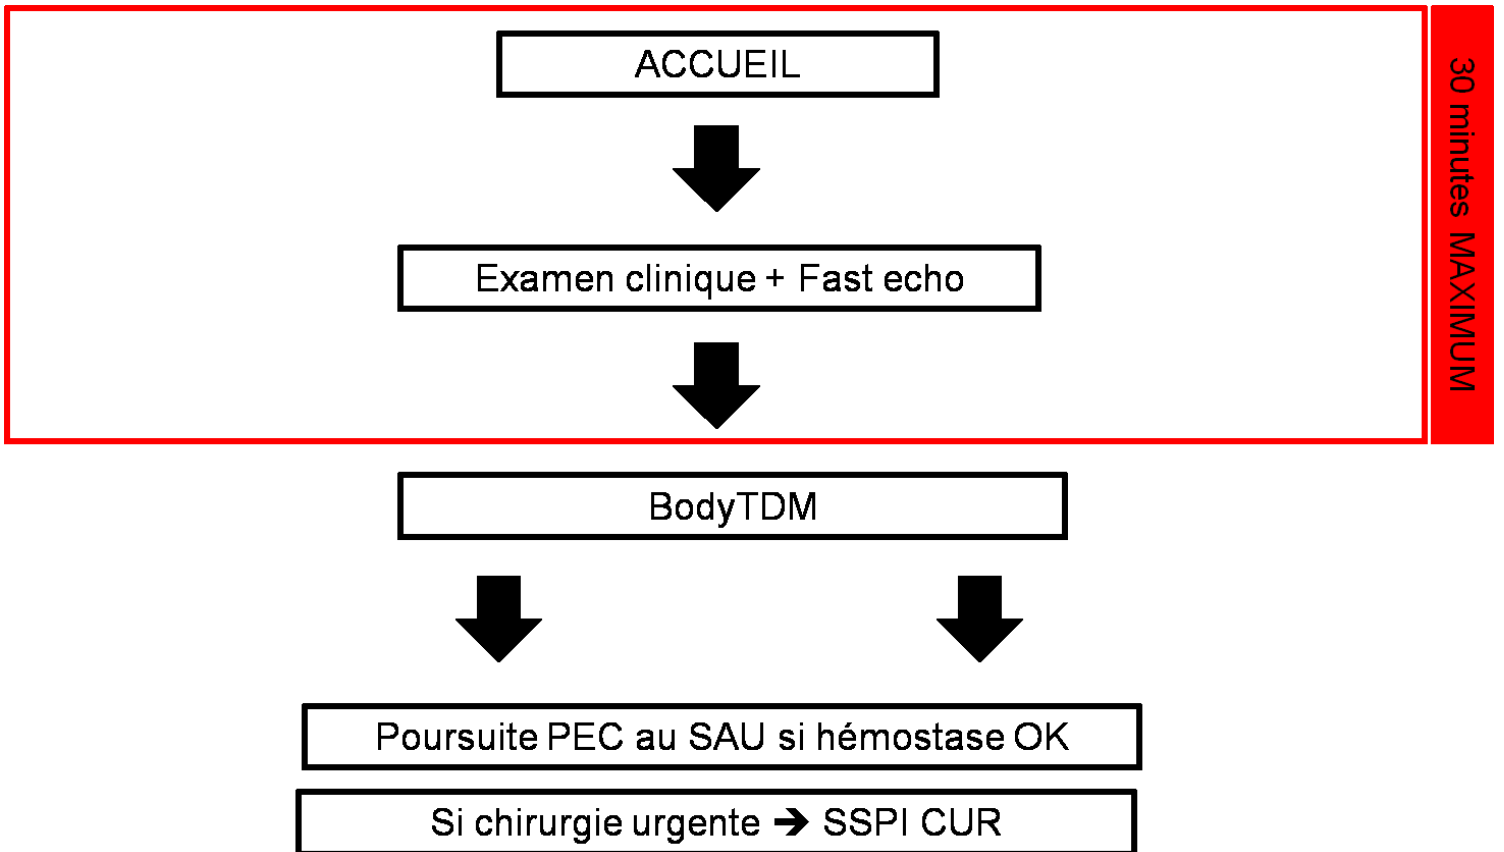 ACCUEIL
30 minutes MAXIMUM
Examen clinique + Fast echo
BodyTDM
Poursuite PEC au SAU si hémostase OK
Si chirurgie urgente ➔ SSPI CUR